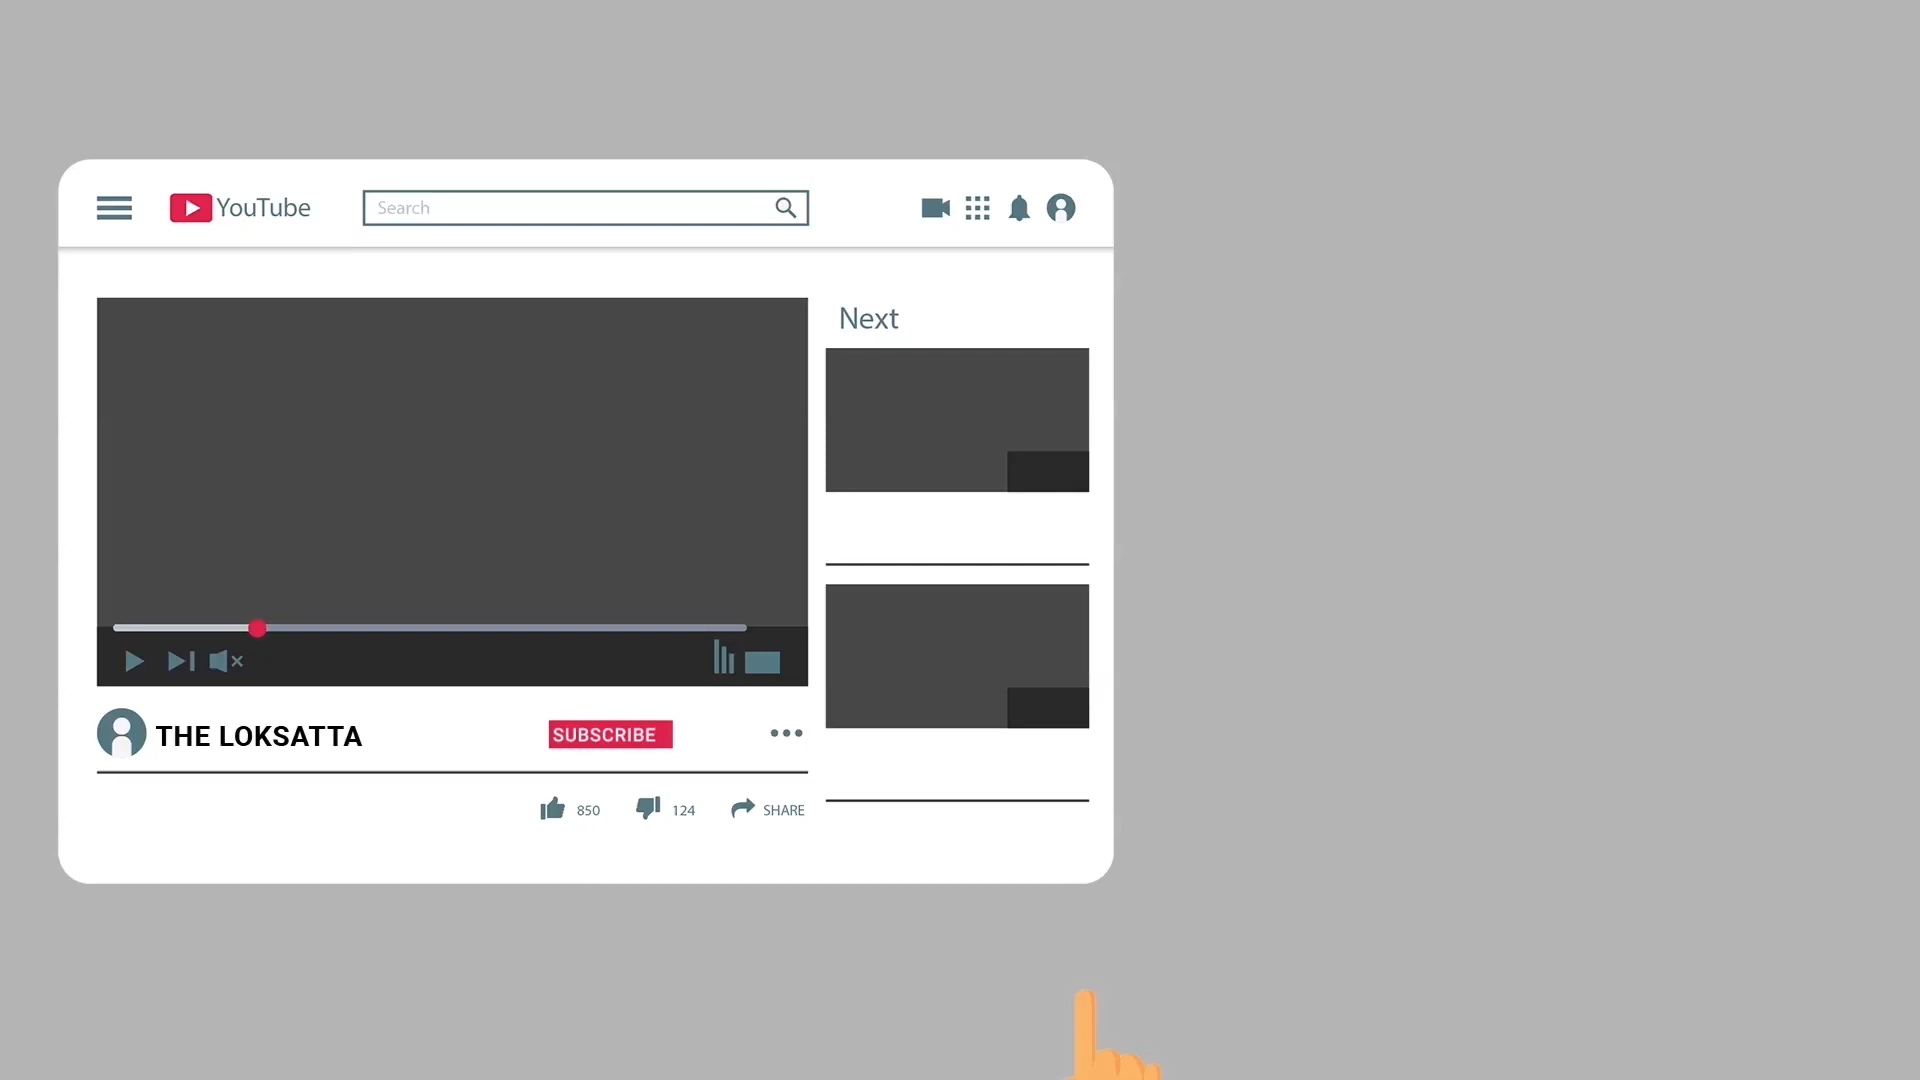 YouTube
Search
Next
THE LOKSATTA
SUBSCRIBE
850
124
SHARE